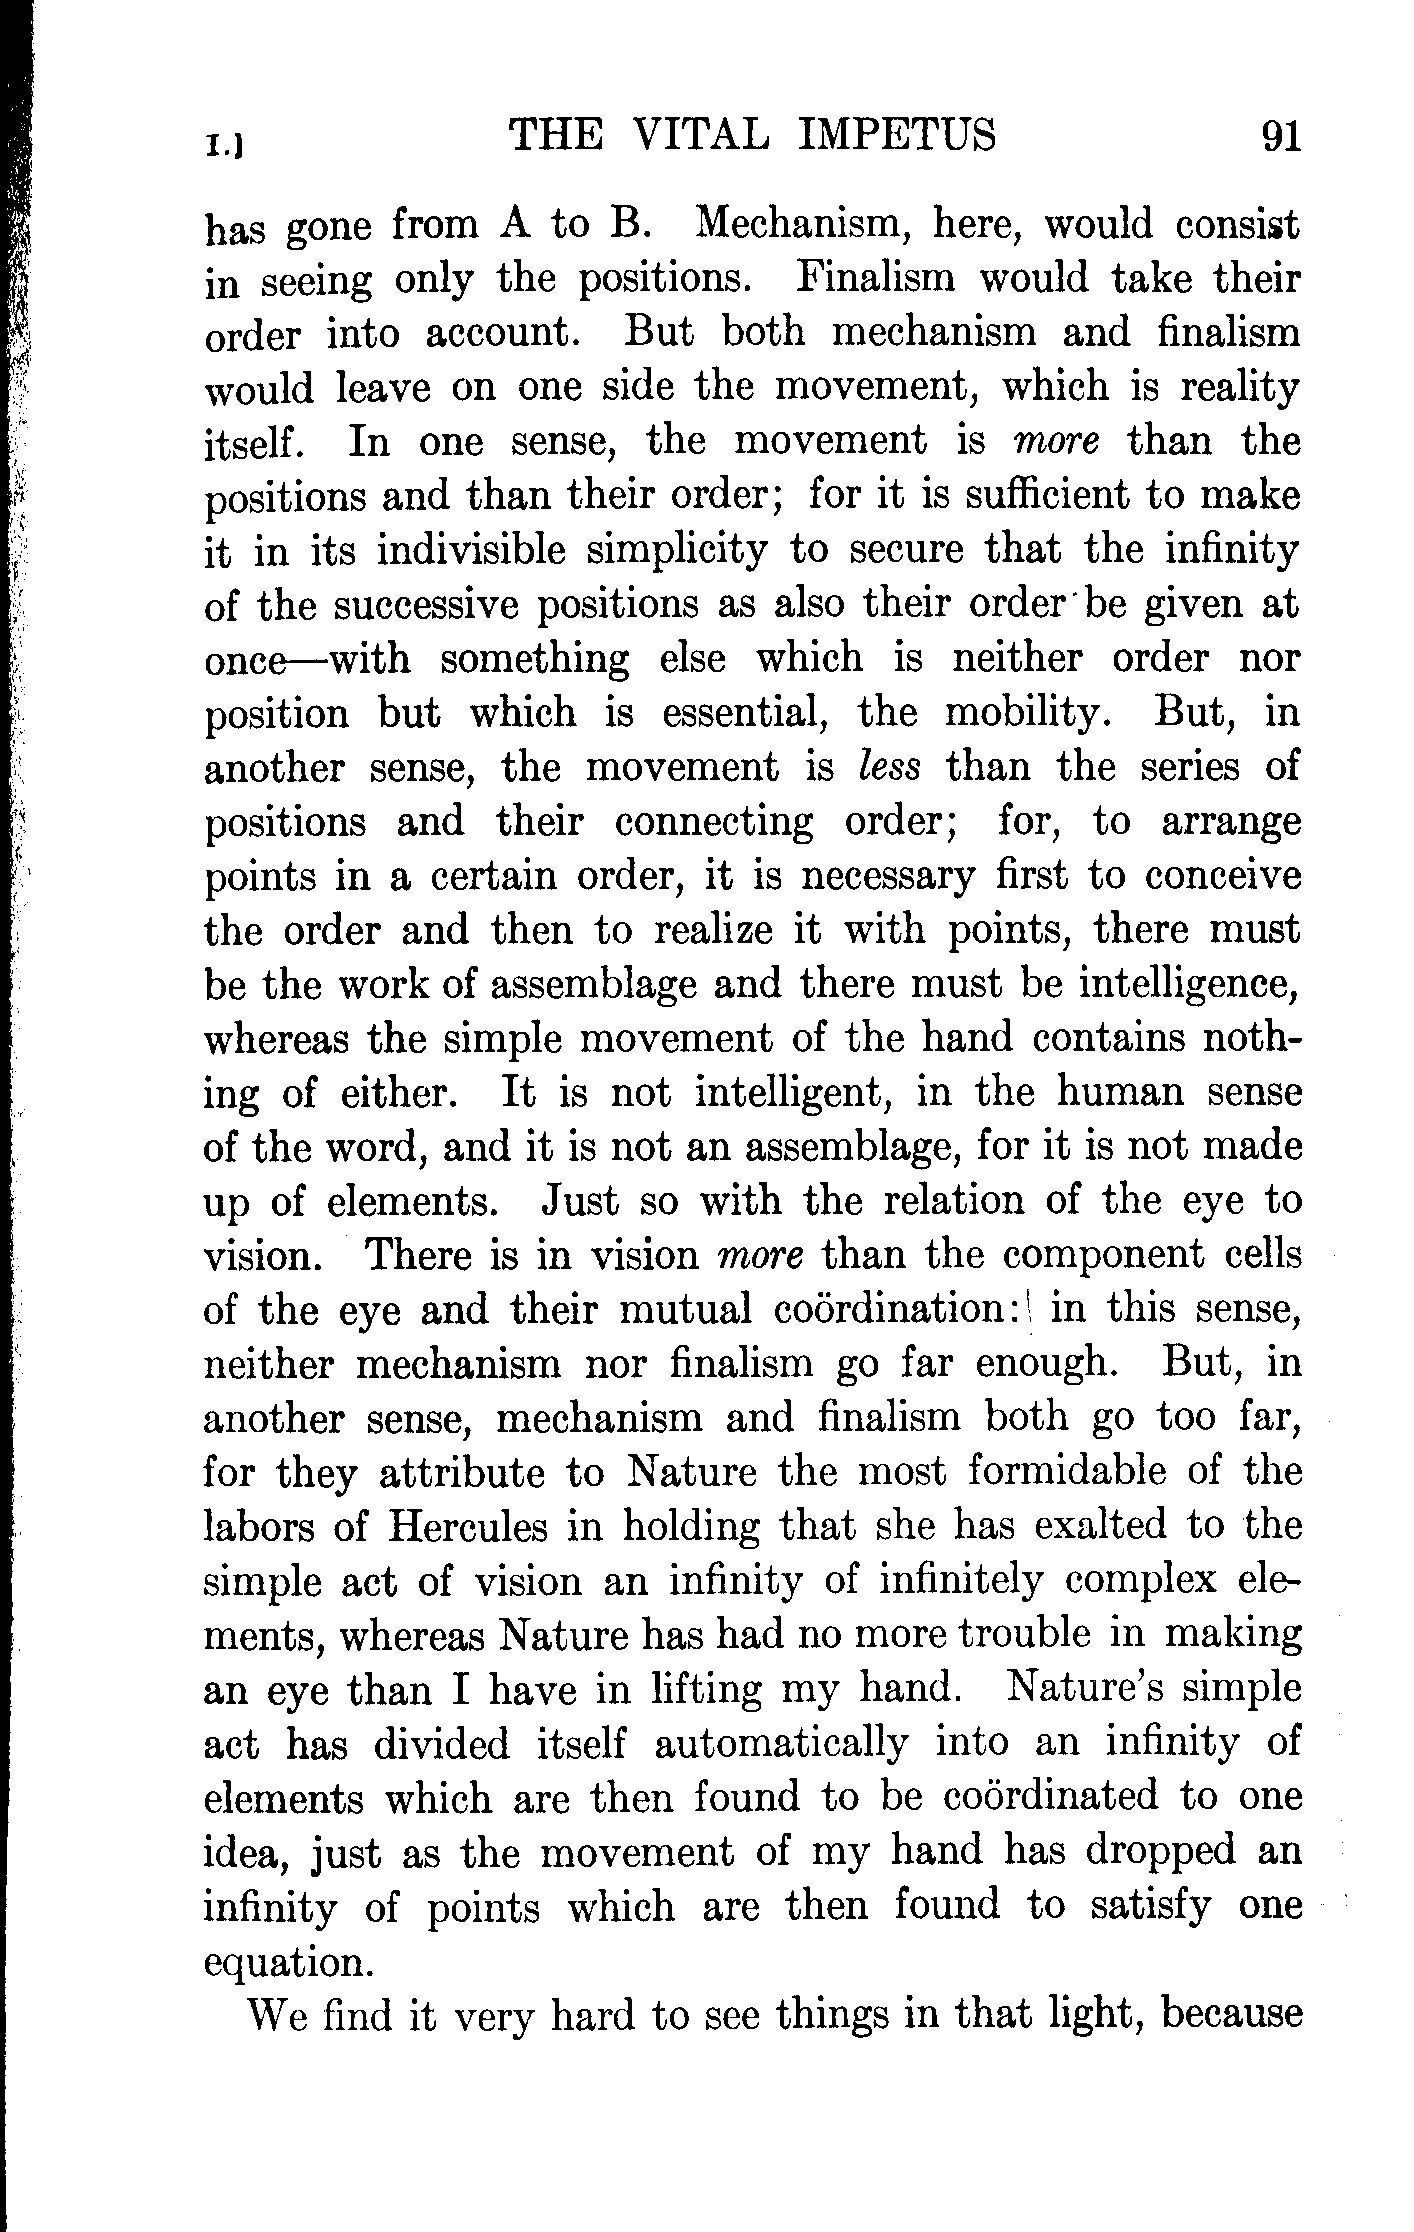 I.] THE VITAL IMPETUS 91
has gone from A to B. Mechanism, here, would consist
in seeing only the positions. Finalism would take their
order into account. But both mechanism and finalism
would leave on one side the movement, which is reality
itself. In one sense, the movement is more than the
positions and than their order; for it is sufficient to make
it in its indivisible simplicity to secure that the infinity
of the successive positions as also their order be given at
once—with something else which is neither order nor
position but which is essential, the mobility. But, in
another sense, the movement is less than the series of
positions and their connecting order; for, to arrange
points in a certain order, it is necessary first to conceive
the order and then to realize it with points, there must
be the work of assemblage and there must be intelligence,
whereas the simple movement of the hand contains noth-
ing of either. It is not intelligent, in the human sense
of the word, and it is not an assemblage, for it is not made
up of elements. Just so with the relation of the eye to
vision. There is in vision more than the component cells
of the eye and their mutual coördination: in this sense,
neither mechanism nor finalism go far enough. But, in
another sense, mechanism and finalism both go too far,
for they attribute to Nature the most formidable of the
labors of Hercules in holding that she has exalted to the
simple act of vision an infinity of infinitely complex ele-
ments, whereas Nature has had no more trouble in making
an eye than I have in lifting my hand. Nature's simple
act has divided itself automatically into an infinity of
elements which are then found to be coördinated to one
idea, just as the movement of my hand has dropped an
infinity of points which are then found to satisfy one
equation.
We find it very hard to see things in that light, because